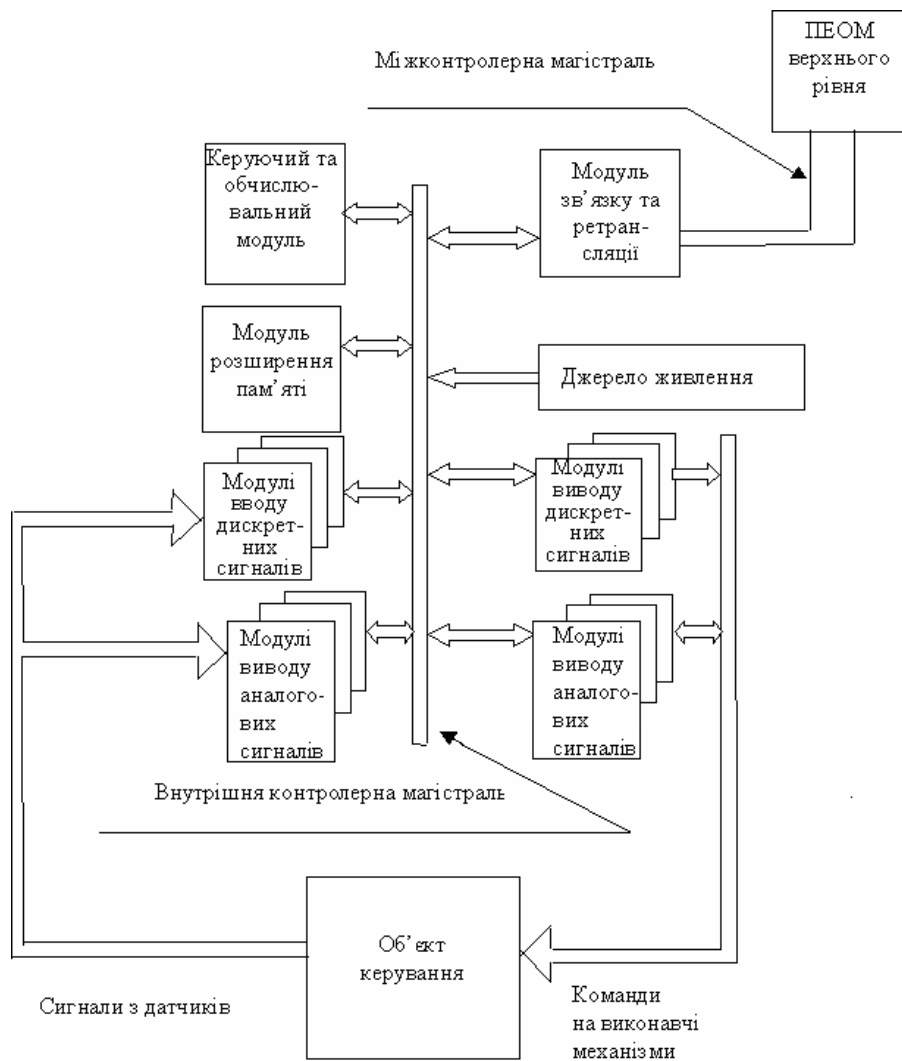 ПЕОМ
верхнього
рівня
Міжконтролерна магістраль
Керуючий та
обчислю-
вальний
модуль
Модуль
зв’язку та
ретран-
сляції
Модуль
розширення
пам’яті
Джерело живлення
Модулі
вводу
дискрет-
них
сигналів
Модулі
виводу
дискрет-
них
сигналів
Модулі
виводу
аналого-
вих
сигналів
Модулі
виводу
аналого-
вих
сигналів
Внутрішня контролерна магістраль
Об’єкт
керування
Сигнали з датчиків
Команди
на виконавчі
механізми